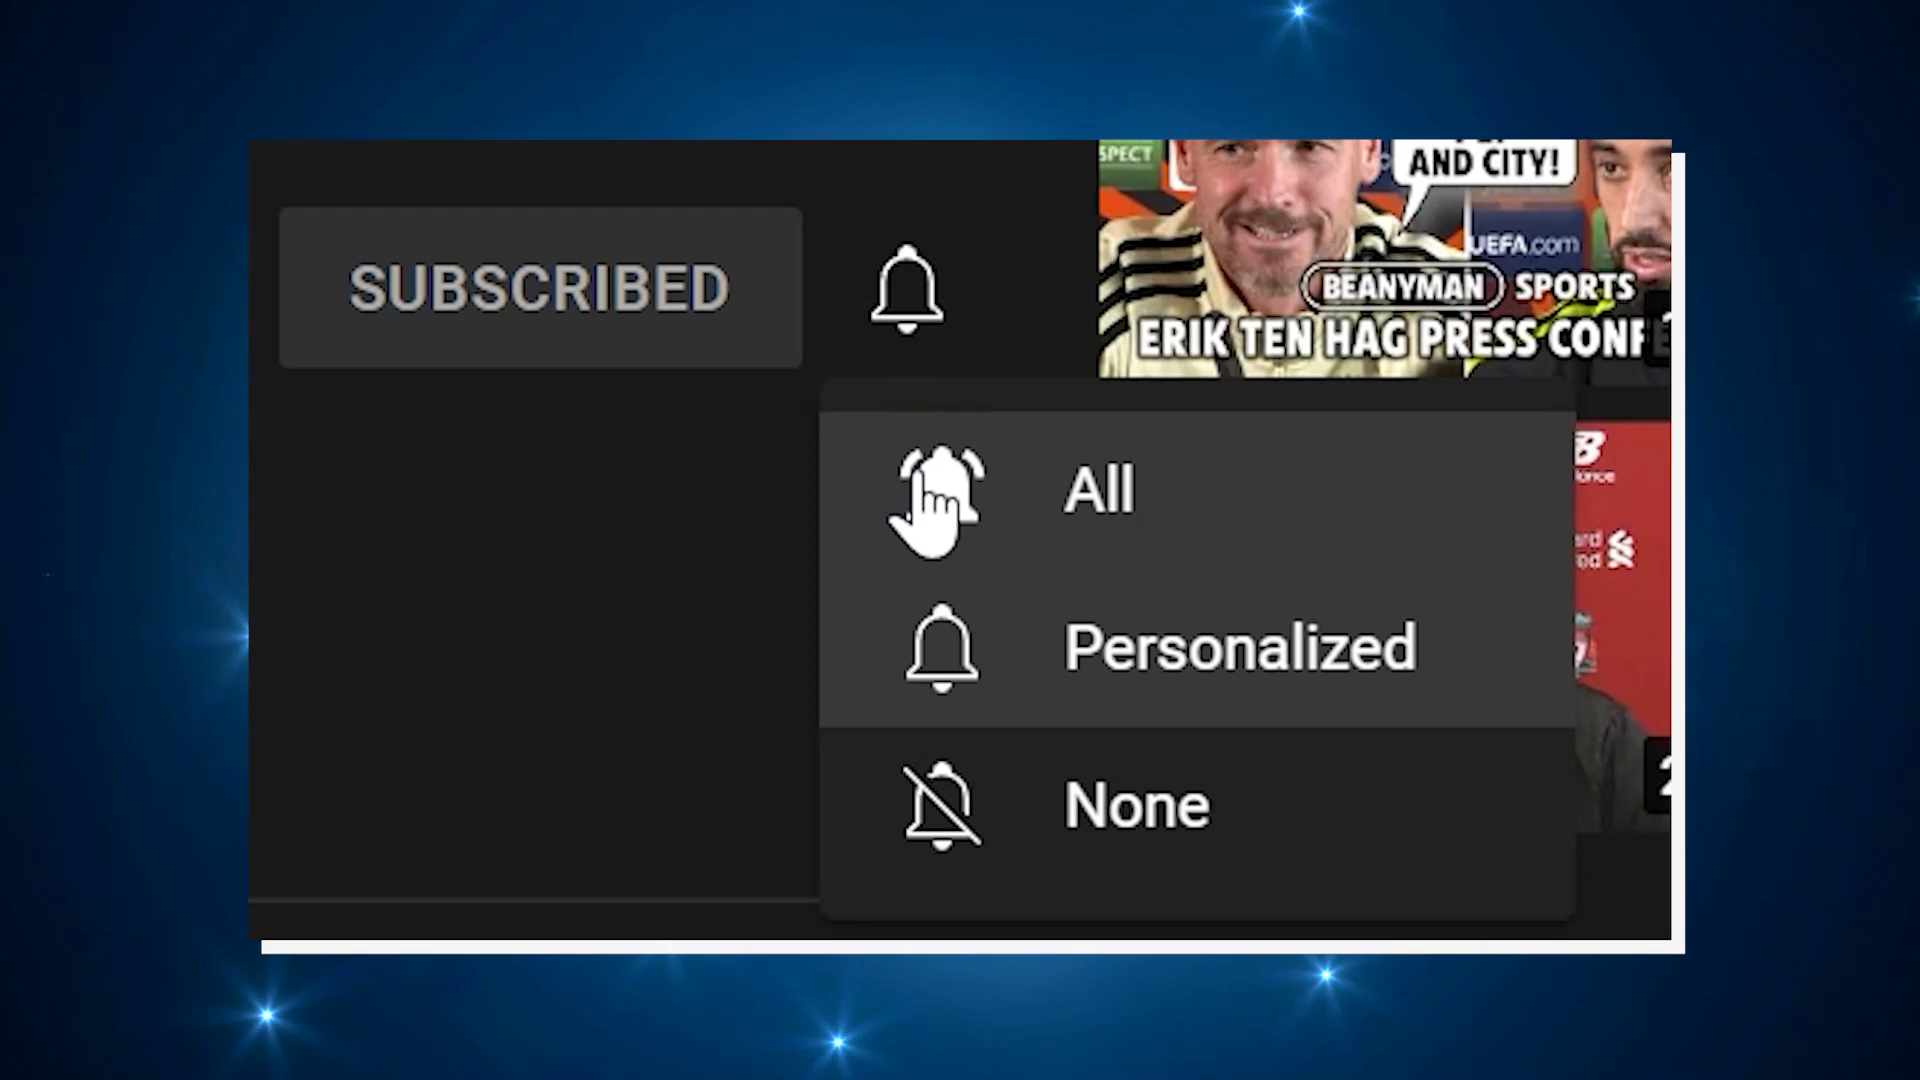 SPECT
AND CITY!
SUBSCRIBED
UEFA.com
BEANYMAN SPORTS
ERIK TEN HAG PRESS CONF
All
Personalized
None